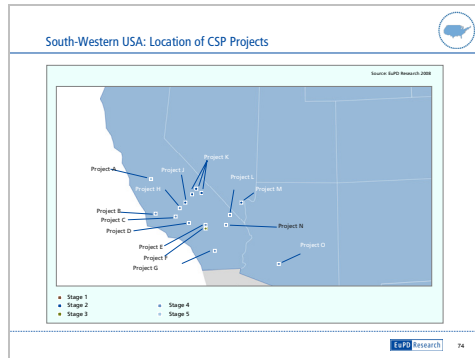 South-Western USA: Location of CSP Projects
Source: EuPD Research 2008
Project K
Project A
Project J
Project L
Project H
Project M
Project B
Project C
Project N
Project D
Project E
Project O
Project F
Project G
Stage 1
Stage 2
Stage 4
Stage 3
Stage 5
EuPD Research
74